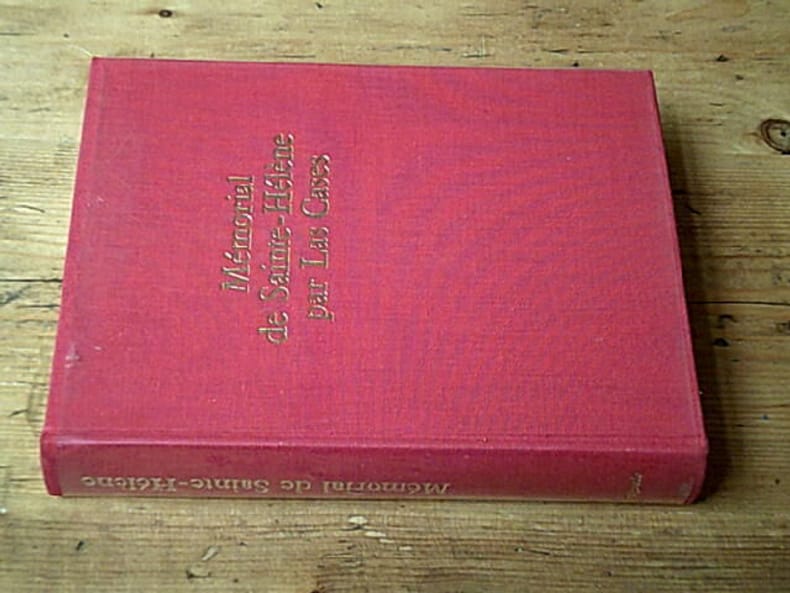 Mémorial
de Sainte-Hélène
par Las Cases
Mémorial de Sainte-Hélène